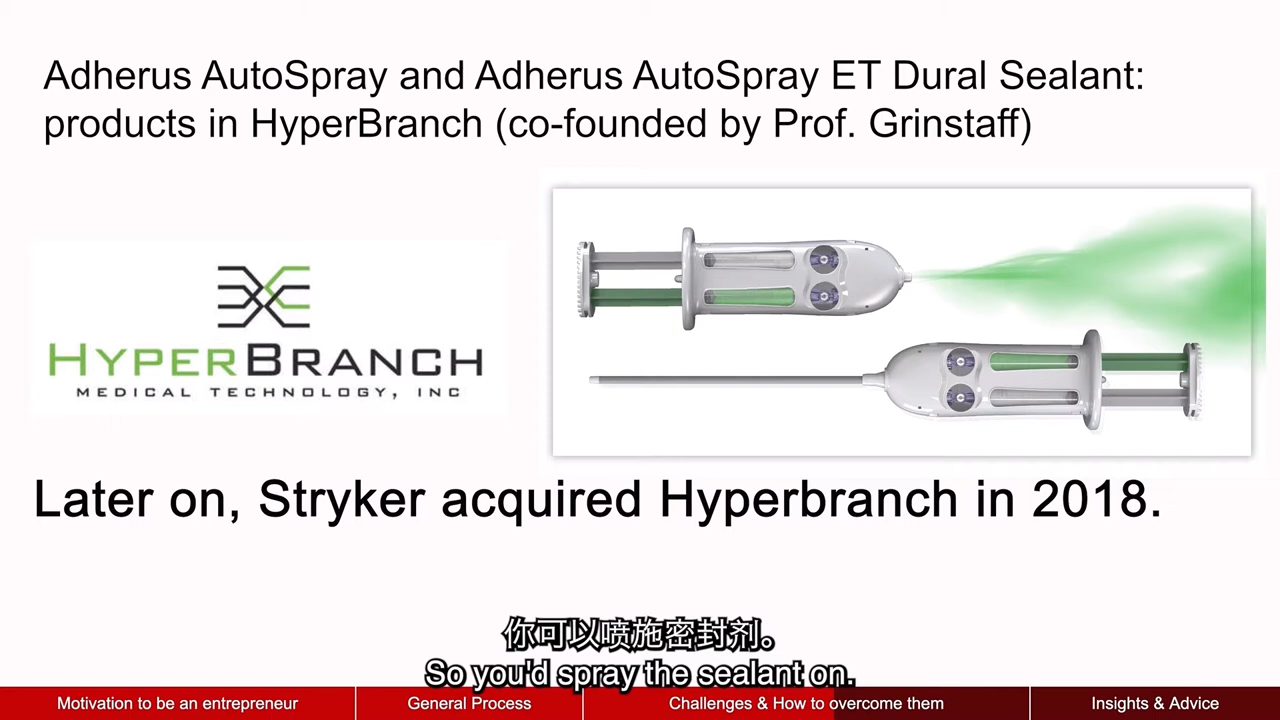 Adherus AutoSpray and Adherus AutoSpray ET Dural Sealant:
products in HyperBranch (co-founded by Prof. Grinstaff)
HYPERBRANCH
MEDICAL TECHNOLOGY, INC
Later on, Stryker acquired Hyperbranch in 2018.
你可以喷施密封剂。
So you'd spray the sealant on.
Motivation to be an entrepreneur
General Process
Challenges & How to overcome them
Insights & Advice